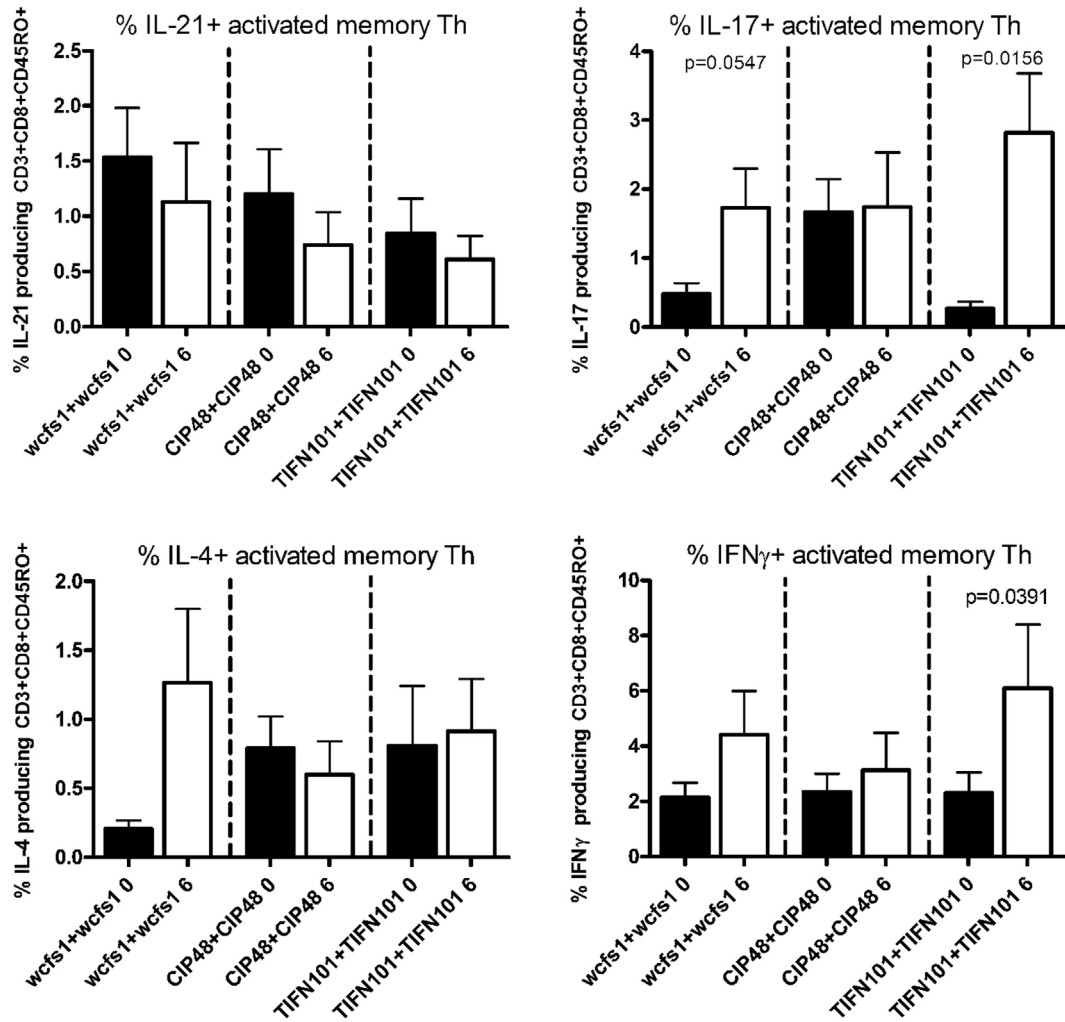 % IL-21+ activated memory Th
% IL-21 producing CD3+CD8+CD45RO+
2.5
2.0
1.5
1.0
0.5
0.0
wcfs1+wcfs1 0
wcfs1+wcfs1 6
CIP48+CIP48 0
CIP48+CIP48 6
TIFN101+TIFN101 0
TIFN101+TIFN101 6
% IL-17+ activated memory Th
% IL-17 producing CD3+CD8+CD45RO+
p=0.0547
p=0.0156
4
3
2
1
0
wcfs1+wcfs1 0
wcfs1+wcfs1 6
CIP48+CIP48 0
CIP48+CIP48 6
TIFN101+TIFN101 0
TIFN101+TIFN101 6
% IL-4+ activated memory Th
% IL-4 producing CD3+CD8+CD45RO+
2.0
1.5
1.0
0.5
0.0
wcfs1+wcfs1 0
wcfs1+wcfs1 6
CIP48+CIP48 0
CIP48+CIP48 6
TIFN101+TIFN101 0
TIFN101+TIFN101 6
% IFNγ+ activated memory Th
% IFNγ producing CD3+CD8+CD45RO+
p=0.0391
10
8
6
4
2
0
wcfs1+wcfs1 0
wcfs1+wcfs1 6
CIP48+CIP48 0
CIP48+CIP48 6
TIFN101+TIFN101 0
TIFN101+TIFN101 6